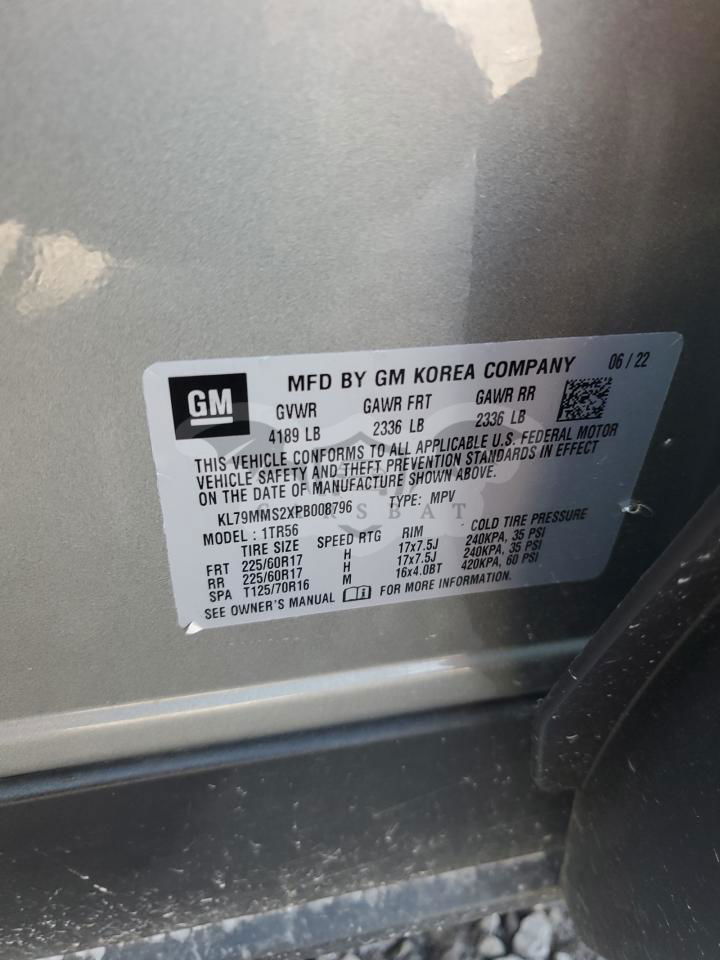 GM
MFD BY GM KOREA COMPANY 06 / 22
GVWR GAWR FRT GAWR RR
4189 LB 2336 LB 2336 LB
THIS VEHICLE CONFORMS TO ALL APPLICABLE U.S. FEDERAL MOTOR
VEHICLE SAFETY AND THEFT PREVENTION STANDARDS IN EFFECT
ON THE DATE OF MANUFACTURE SHOWN ABOVE.
KL79MMS2XPB008796 TYPE: MPV
MODEL : 1TR56
TIRE SIZE SPEED RTG RIM COLD TIRE PRESSURE
FRT 225/60R17 H 17x7.5J 240KPA, 35 PSI
RR 225/60R17 H 17x7.5J 240KPA, 35 PSI
SPA T125/70R16 M 16x4.0BT 420KPA, 60 PSI
SEE OWNER'S MANUAL FOR MORE INFORMATION.